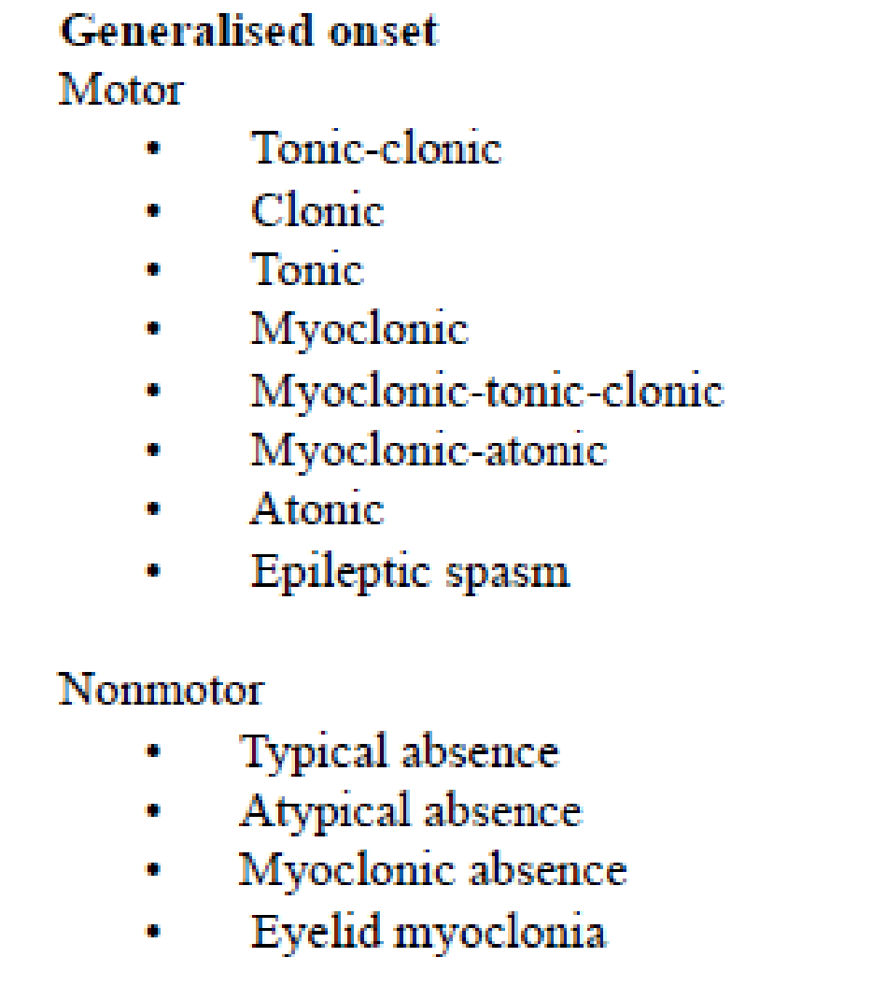 Generalised onset
Motor
• Tonic-clonic
• Clonic
• Tonic
• Myoclonic
• Myoclonic-tonic-clonic
• Myoclonic-atonic
• Atonic
• Epileptic spasm
Nonmotor
• Typical absence
• Atypical absence
• Myoclonic absence
• Eyelid myoclonia